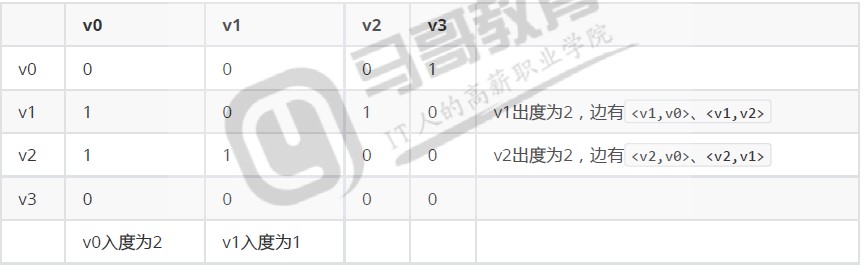 v0 v1 v2 v3
v0 0 0 0 1
v1 1 0 1 0 v1出度为2，边有 <v1,v0>、<v1,v2>
v2 1 1 0 0 v2出度为2，边有 <v2,v0>、<v2,v1>
v3 0 0 0 0
v0入度为2 v1入度为1
马哥教育
IT人的高薪职业学院